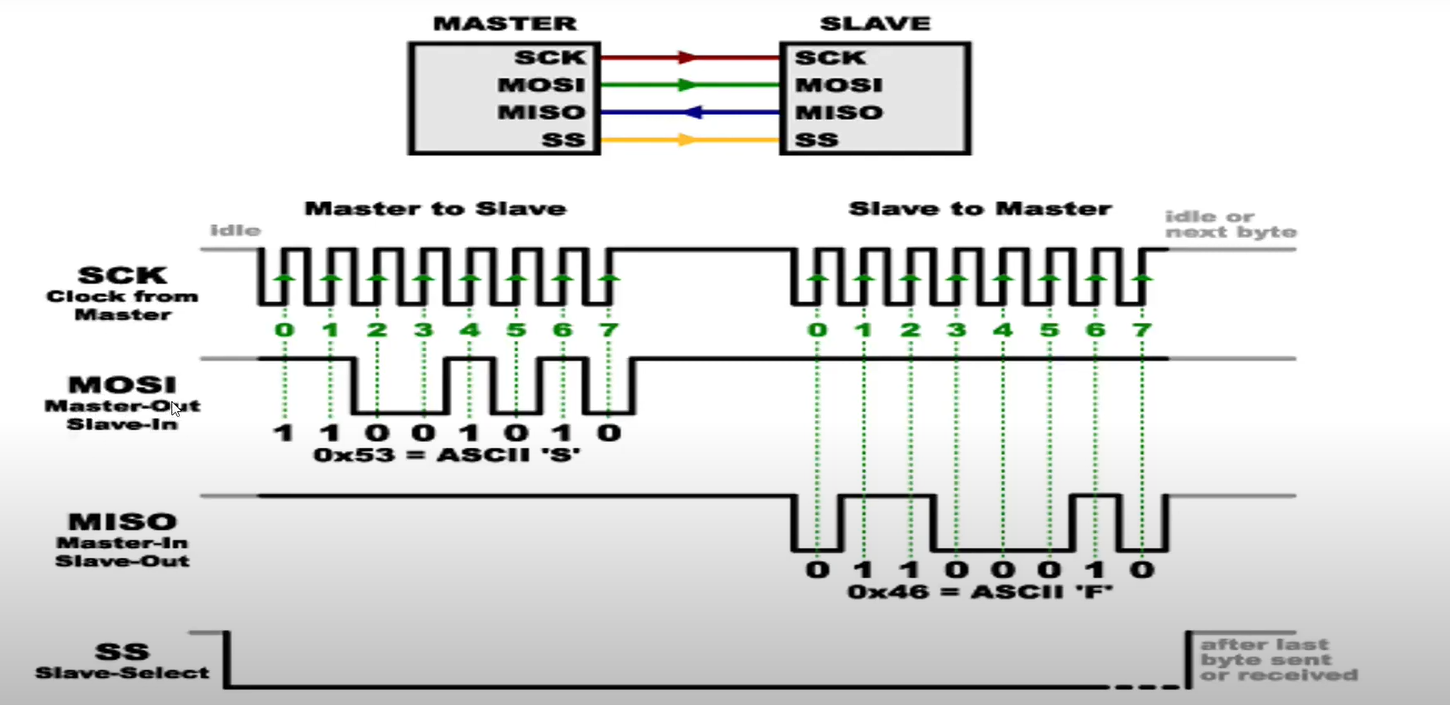 MASTER
SLAVE
SCK
MOSI
MISO
SS
SCK
MOSI
MISO
SS
Master to Slave
Slave to Master
idle
idle or
next byte
SCK
Clock from
Master
0 1 2 3 4 5 6 7
0 1 2 3 4 5 6 7
MOSI
Master-Out
Slave-In
1 1 0 0 1 0 1 0
0x53 = ASCII 'S'
MISO
Master-In
Slave-Out
0 1 1 0 0 0 1 0
0x46 = ASCII 'F'
SS
Slave-Select
after last
byte sent
or received